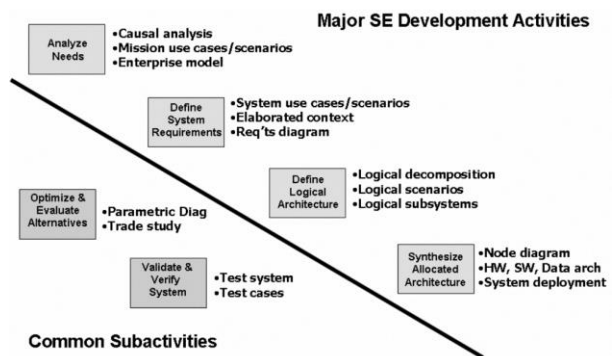 Major SE Development Activities
Analyze
Needs
•Causal analysis
•Mission use cases/scenarios
•Enterprise model
Define
System
Requirements
•System use cases/scenarios
•Elaborated context
•Req'ts diagram
Define
Logical
Architecture
•Logical decomposition
•Logical scenarios
•Logical subsystems
Optimize &
Evaluate
Alternatives
•Parametric Diag
•Trade study
Synthesize
Allocated
Architecture
•Node diagram
•HW, SW, Data arch
•System deployment
Validate &
Verify
System
•Test system
•Test cases
Common Subactivities